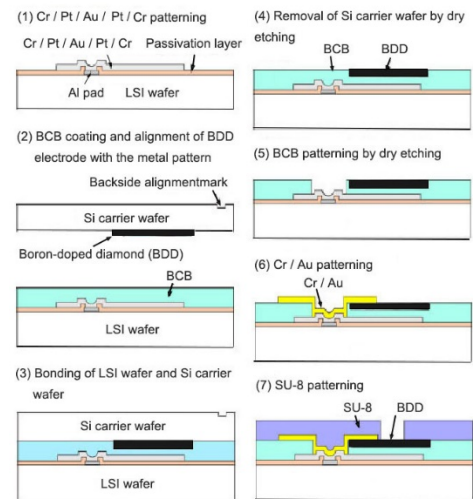 (1) Cr / Pt / Au / Pt / Cr patterning
Cr / Pt / Au / Pt / Cr
Passivation layer
Al pad
LSI wafer
(2) BCB coating and alignment of BDD
electrode with the metal pattern
Backside alignmentmark
Si carrier wafer
Boron-doped diamond (BDD)
BCB
LSI wafer
(3) Bonding of LSI wafer and Si carrier
wafer
Si carrier wafer
LSI wafer
(4) Removal of Si carrier wafer by dry
etching
BCB
BDD
(5) BCB patterning by dry etching
(6) Cr / Au patterning
Cr / Au
(7) SU-8 patterning
SU-8
BDD